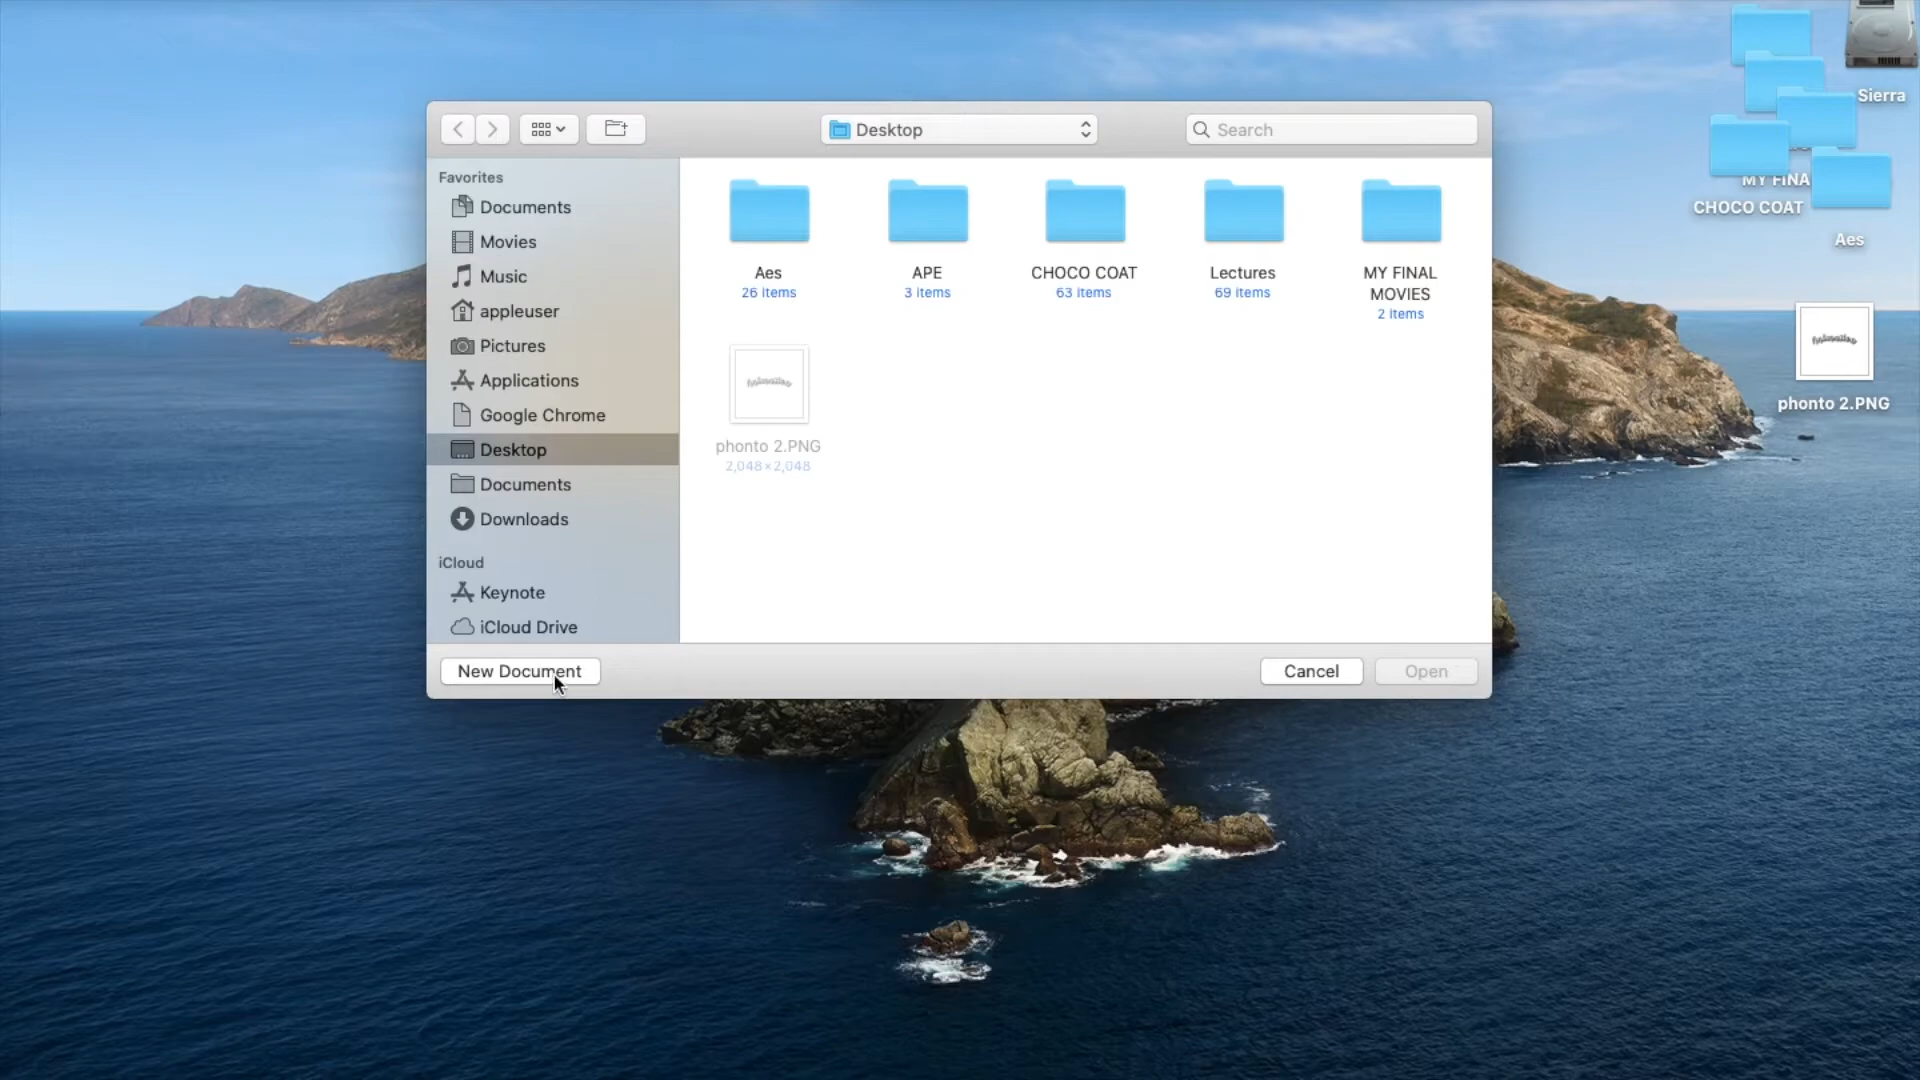 Desktop
Search
Favorites
Documents
Movies
Music
appleuser
Pictures
Applications
Google Chrome
Desktop
Documents
Downloads
iCloud
Keynote
iCloud Drive
Aes
26 items
APE
3 items
CHOCO COAT
63 items
Lectures
69 items
MY FINAL
MOVIES
2 items
phonto 2.PNG
2,048×2,048
New Document
Cancel
Open
Sierra
MY FINA
CHOCO COAT
Aes
phonto 2.PNG